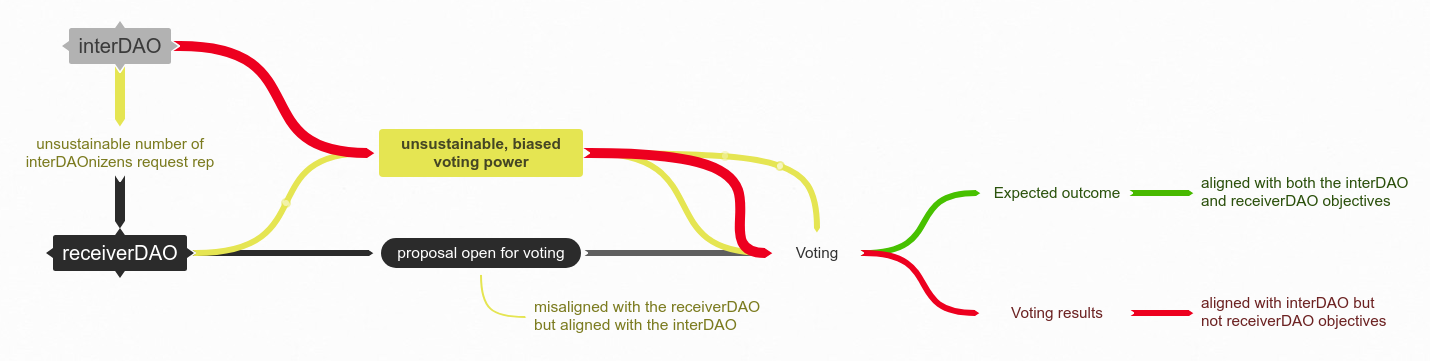 interDAO
unsustainable number of
interDAOnizens request rep
receiverDAO
unsustainable, biased
voting power
proposal open for voting
misaligned with the receiverDAO
but aligned with the interDAO
Voting
Expected outcome
aligned with both the interDAO
and receiverDAO objectives
Voting results
aligned with interDAO but
not receiverDAO objectives